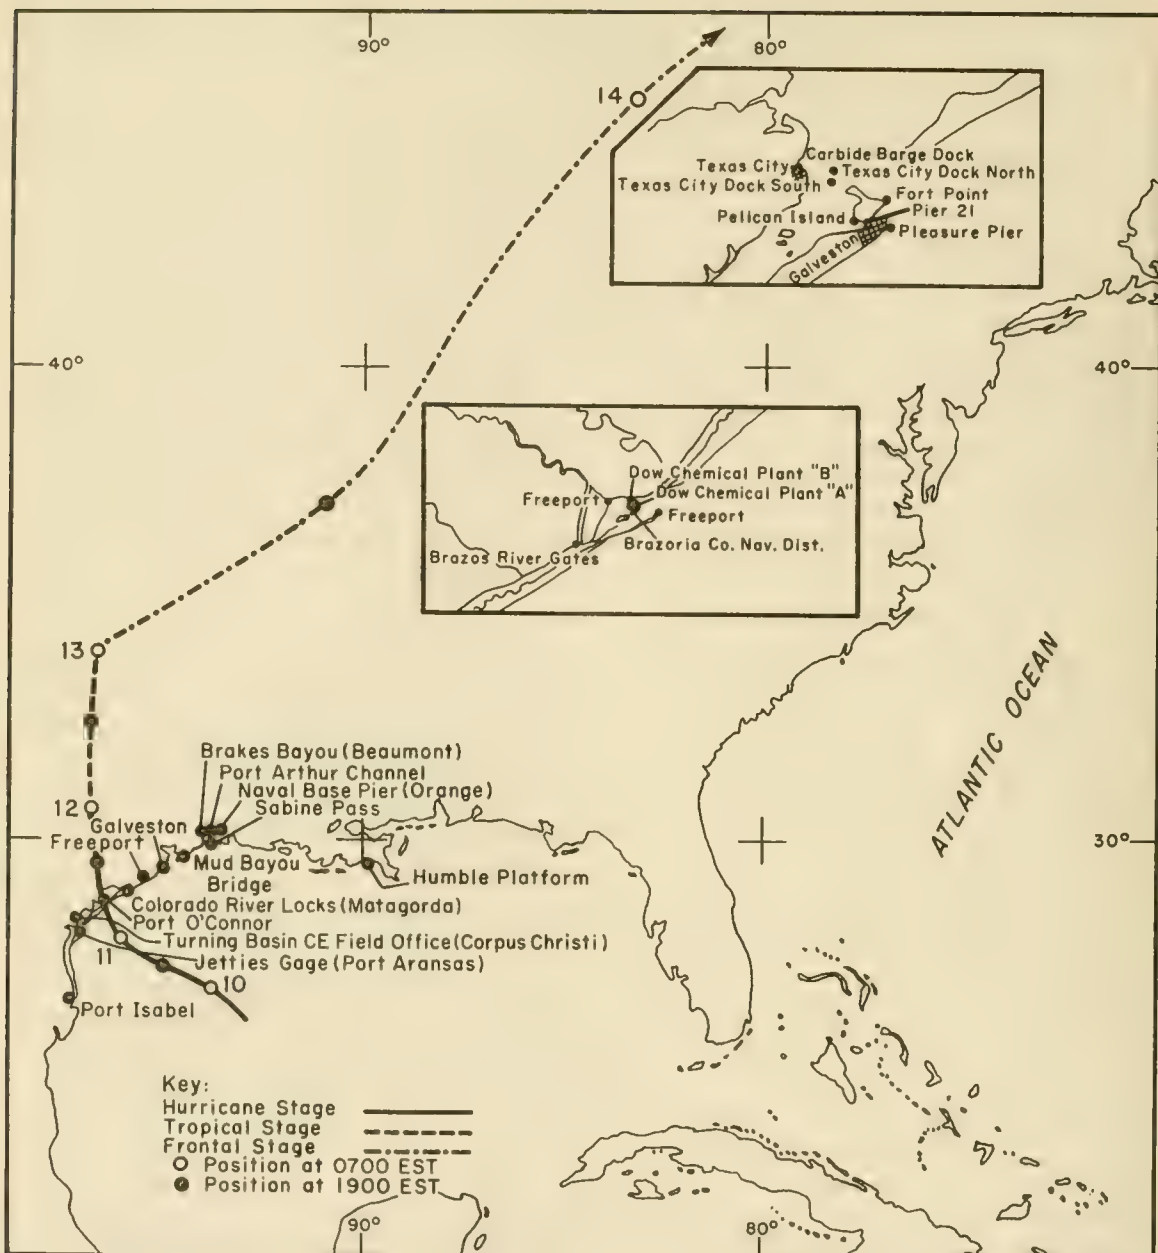 90°
80°
14
Carbide Barge Dock
Texas City
Texas City Dock North
Texas City Dock South
Fort Point
Pier 21
Pelican Island
Pleasure Pier
Galveston
40°
40°
Dow Chemical Plant "B"
Dow Chemical Plant "A"
Freeport
Freeport
Brazoria Co. Nav. Dist.
Brazos River Gates
13
ATLANTIC OCEAN
Brakes Bayou (Beaumont)
Port Arthur Channel
Naval Base Pier (Orange)
Sabine Pass
12
Galveston
Freeport
30°
Mud Bayou
Bridge
Humble Platform
Colorado River Locks (Matagorda)
Port O'Connor
Turning Basin CE Field Office (Corpus Christi)
11
Jetties Gage (Port Aransas)
10
Port Isabel
Key:
Hurricane Stage
Tropical Stage
Frontal Stage
Position at 0700 EST
Position at 1900 EST
90°
80°